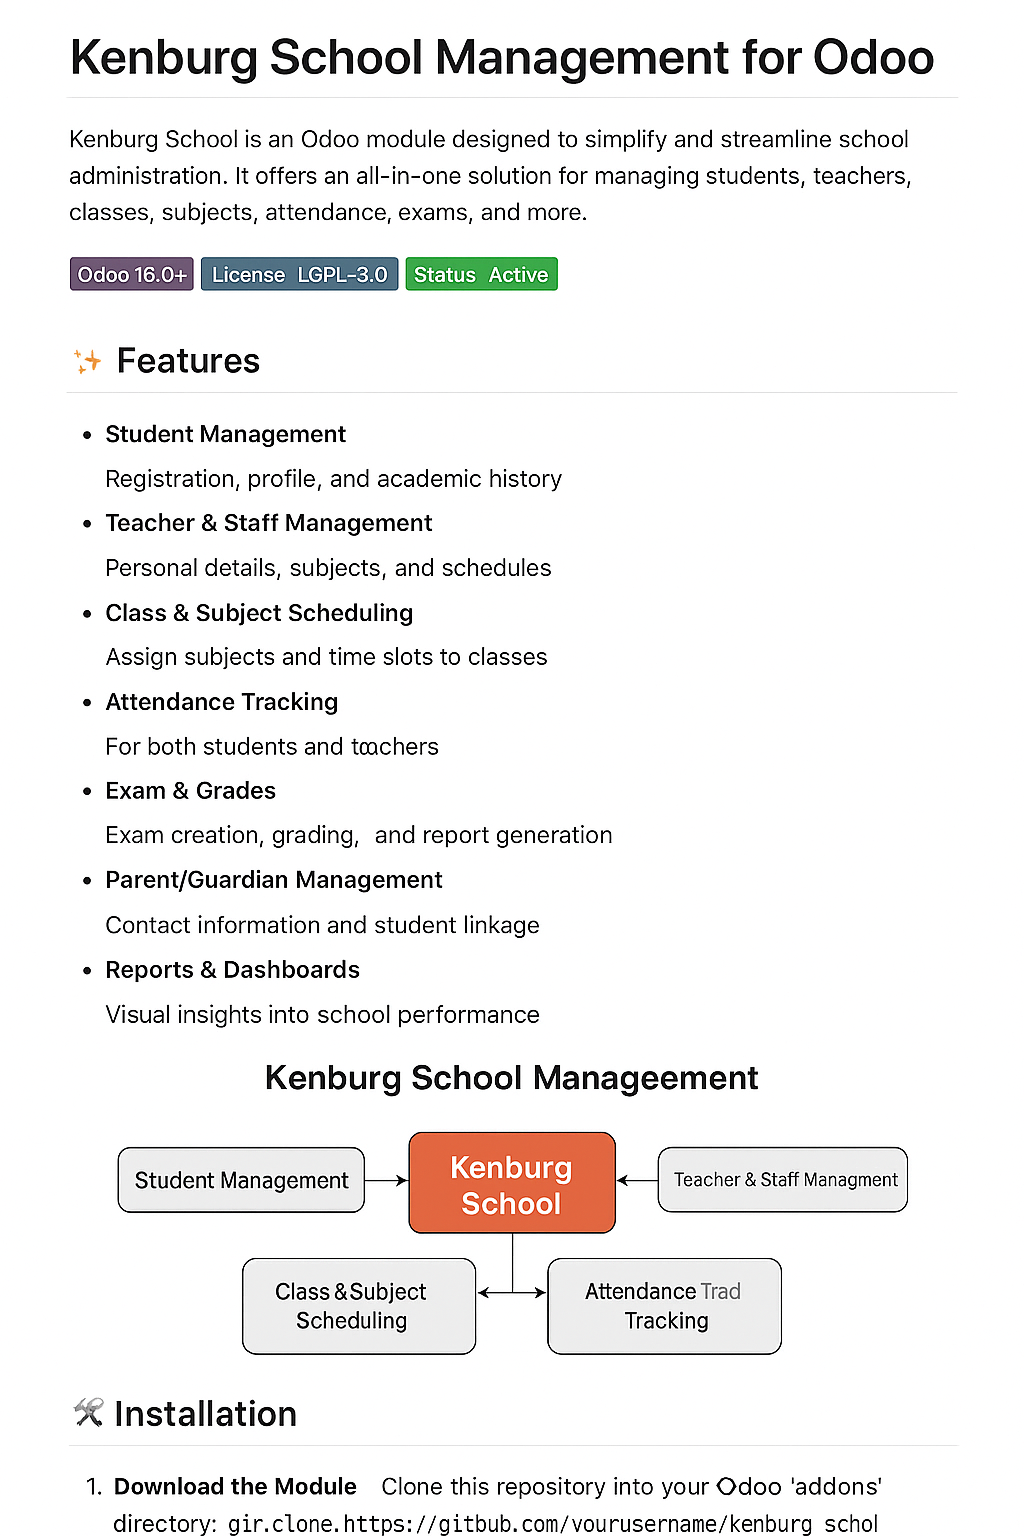 Kenburg School Management for Odoo
Kenburg School is an Odoo module designed to simplify and streamline school
administration. It offers an all-in-one solution for managing students, teachers,
classes, subjects, attendance, exams, and more.
Odoo 16.0+ License LGPL-3.0 Status Active
Features
• Student Management
Registration, profile, and academic history
• Teacher & Staff Management
Personal details, subjects, and schedules
• Class & Subject Scheduling
Assign subjects and time slots to classes
• Attendance Tracking
For both students and tœchers
• Exam & Grades
Exam creation, grading, and report generation
• Parent/Guardian Management
Contact information and student linkage
• Reports & Dashboards
Visual insights into school performance
Kenburg School Manageement
Student Management
Kenburg
School
Teacher & Staff Managment
Class & Subject
Scheduling
Attendance Trad
Tracking
Installation
1. Download the Module Clone this repository into your Odoo 'addons'
directory: gir.clone.https://gitbub.com/yourusername/kenburg schol